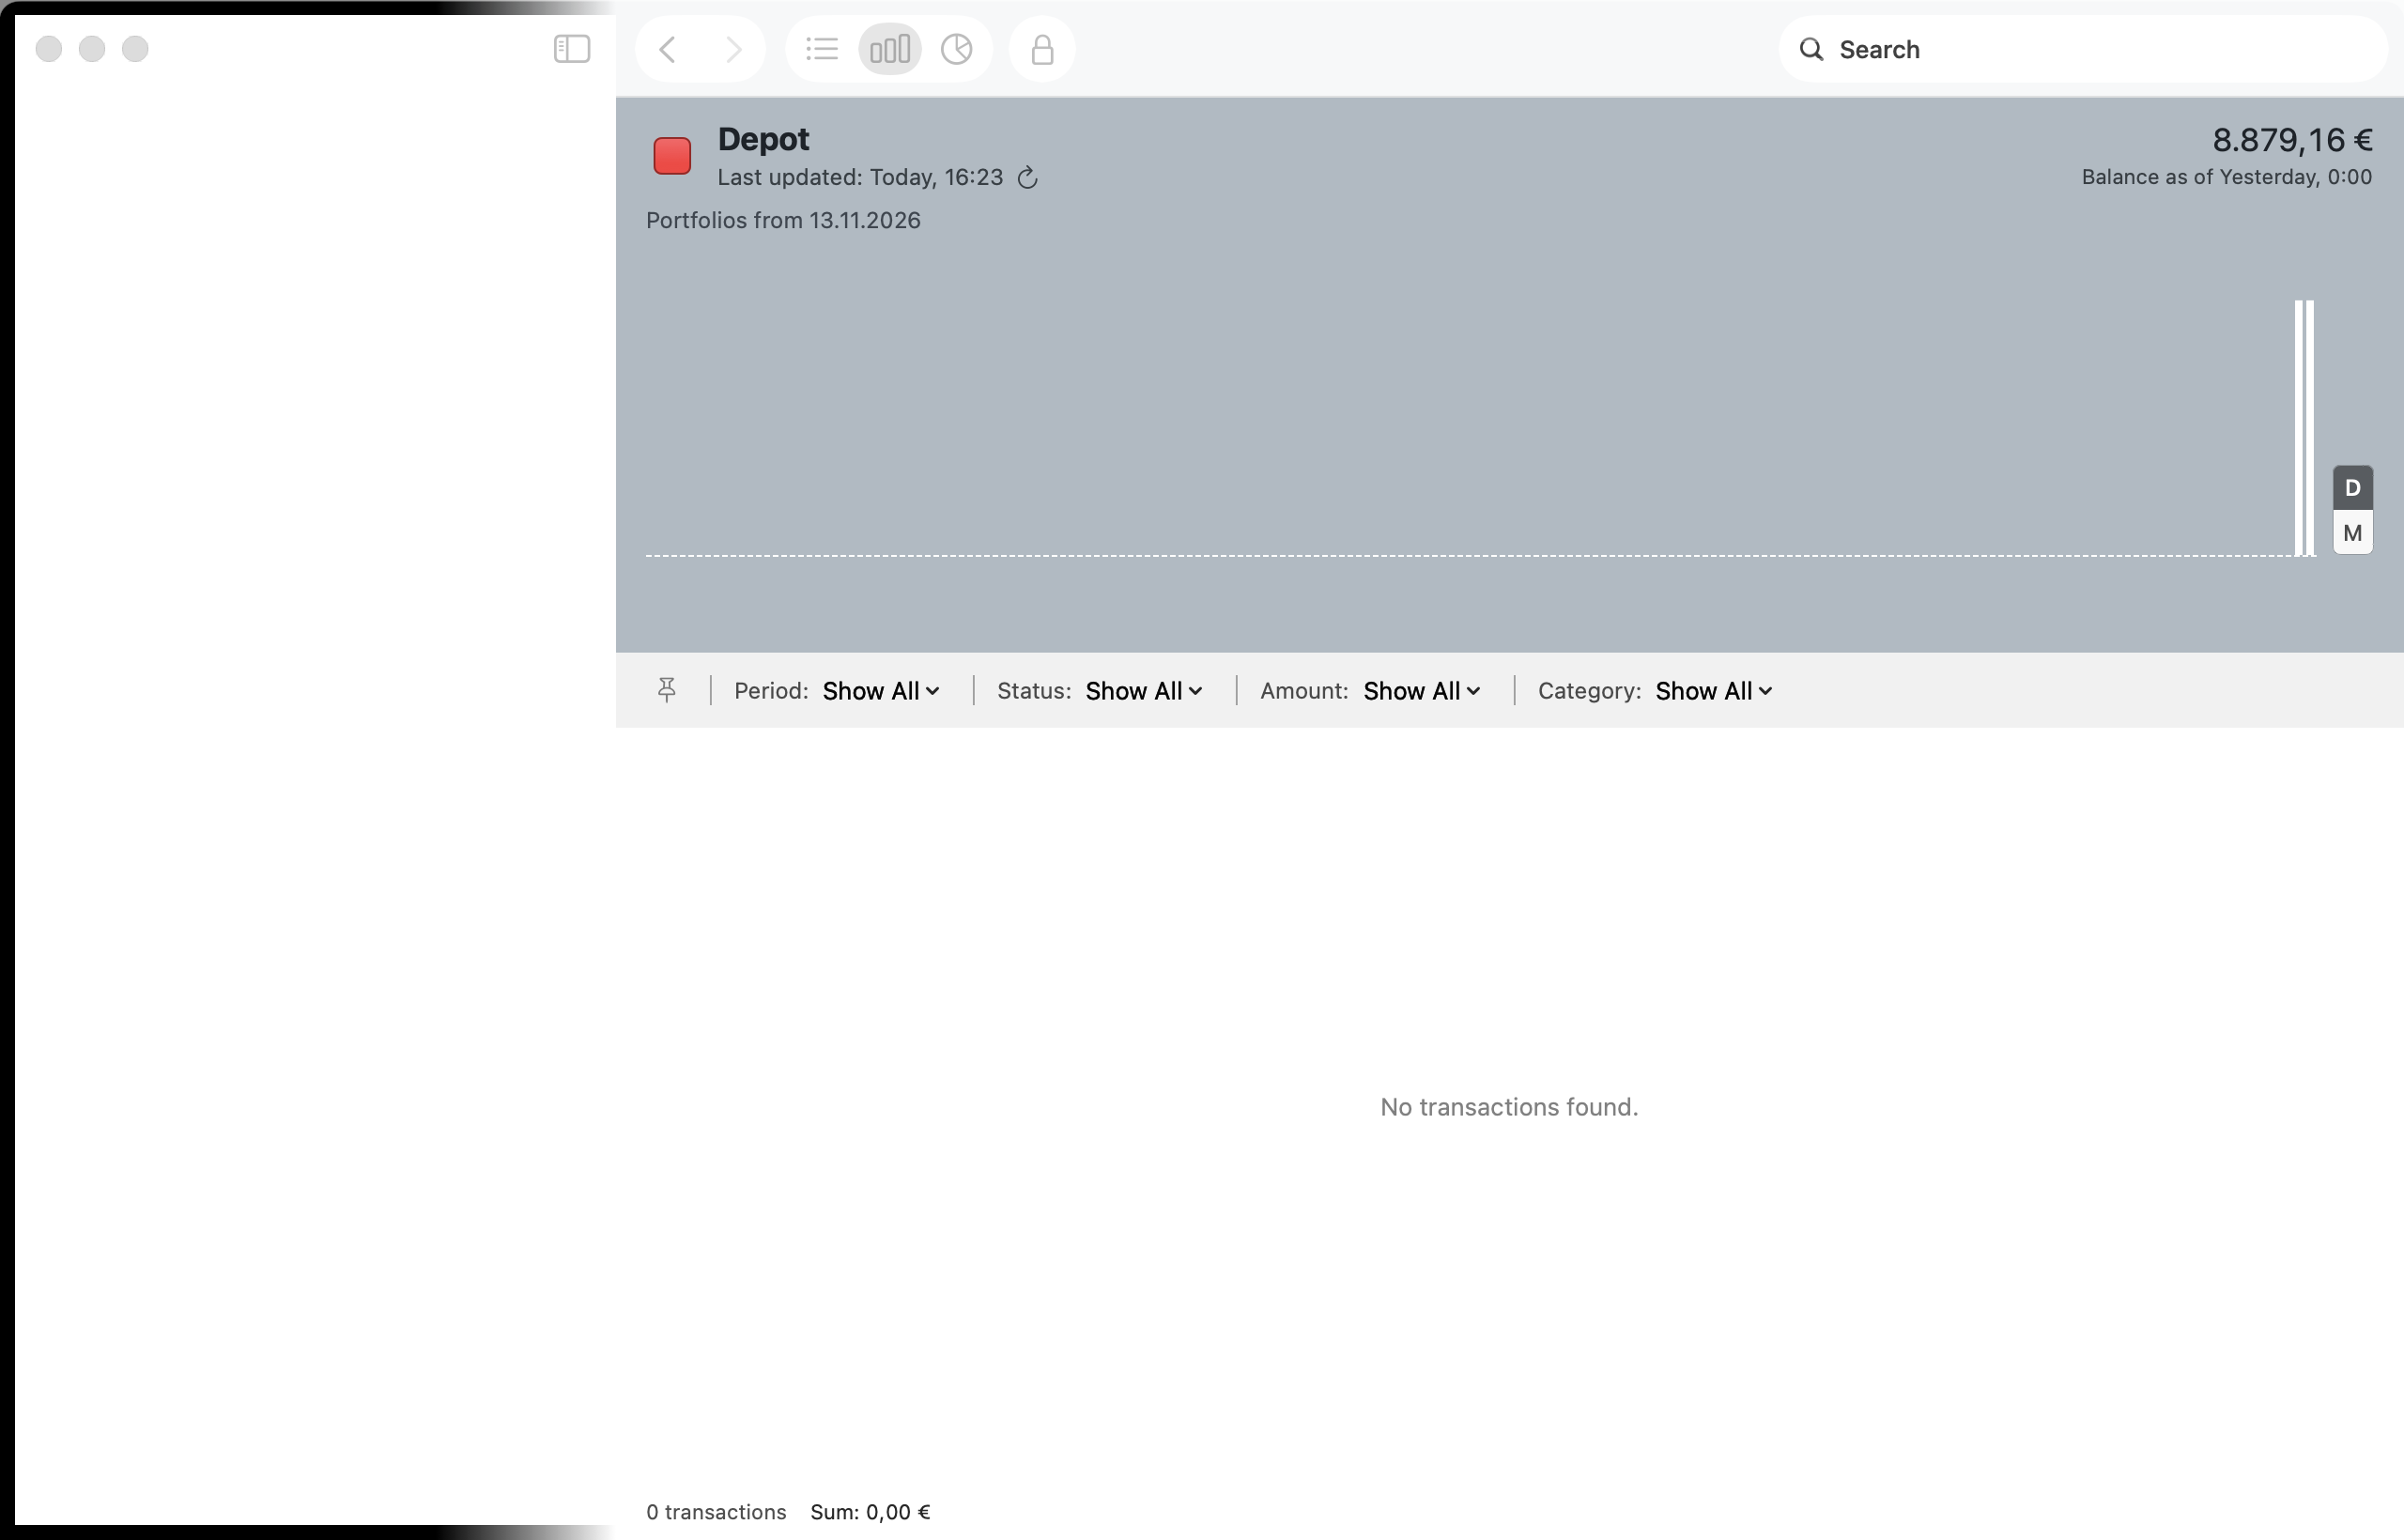 Search
Depot
Last updated: Today, 16:23
8.879,16 €
Balance as of Yesterday, 0:00
Portfolios from 13.11.2026
D
M
Period: Show All
Status: Show All
Amount: Show All
Category: Show All
No transactions found.
0 transactions Sum: 0,00 €